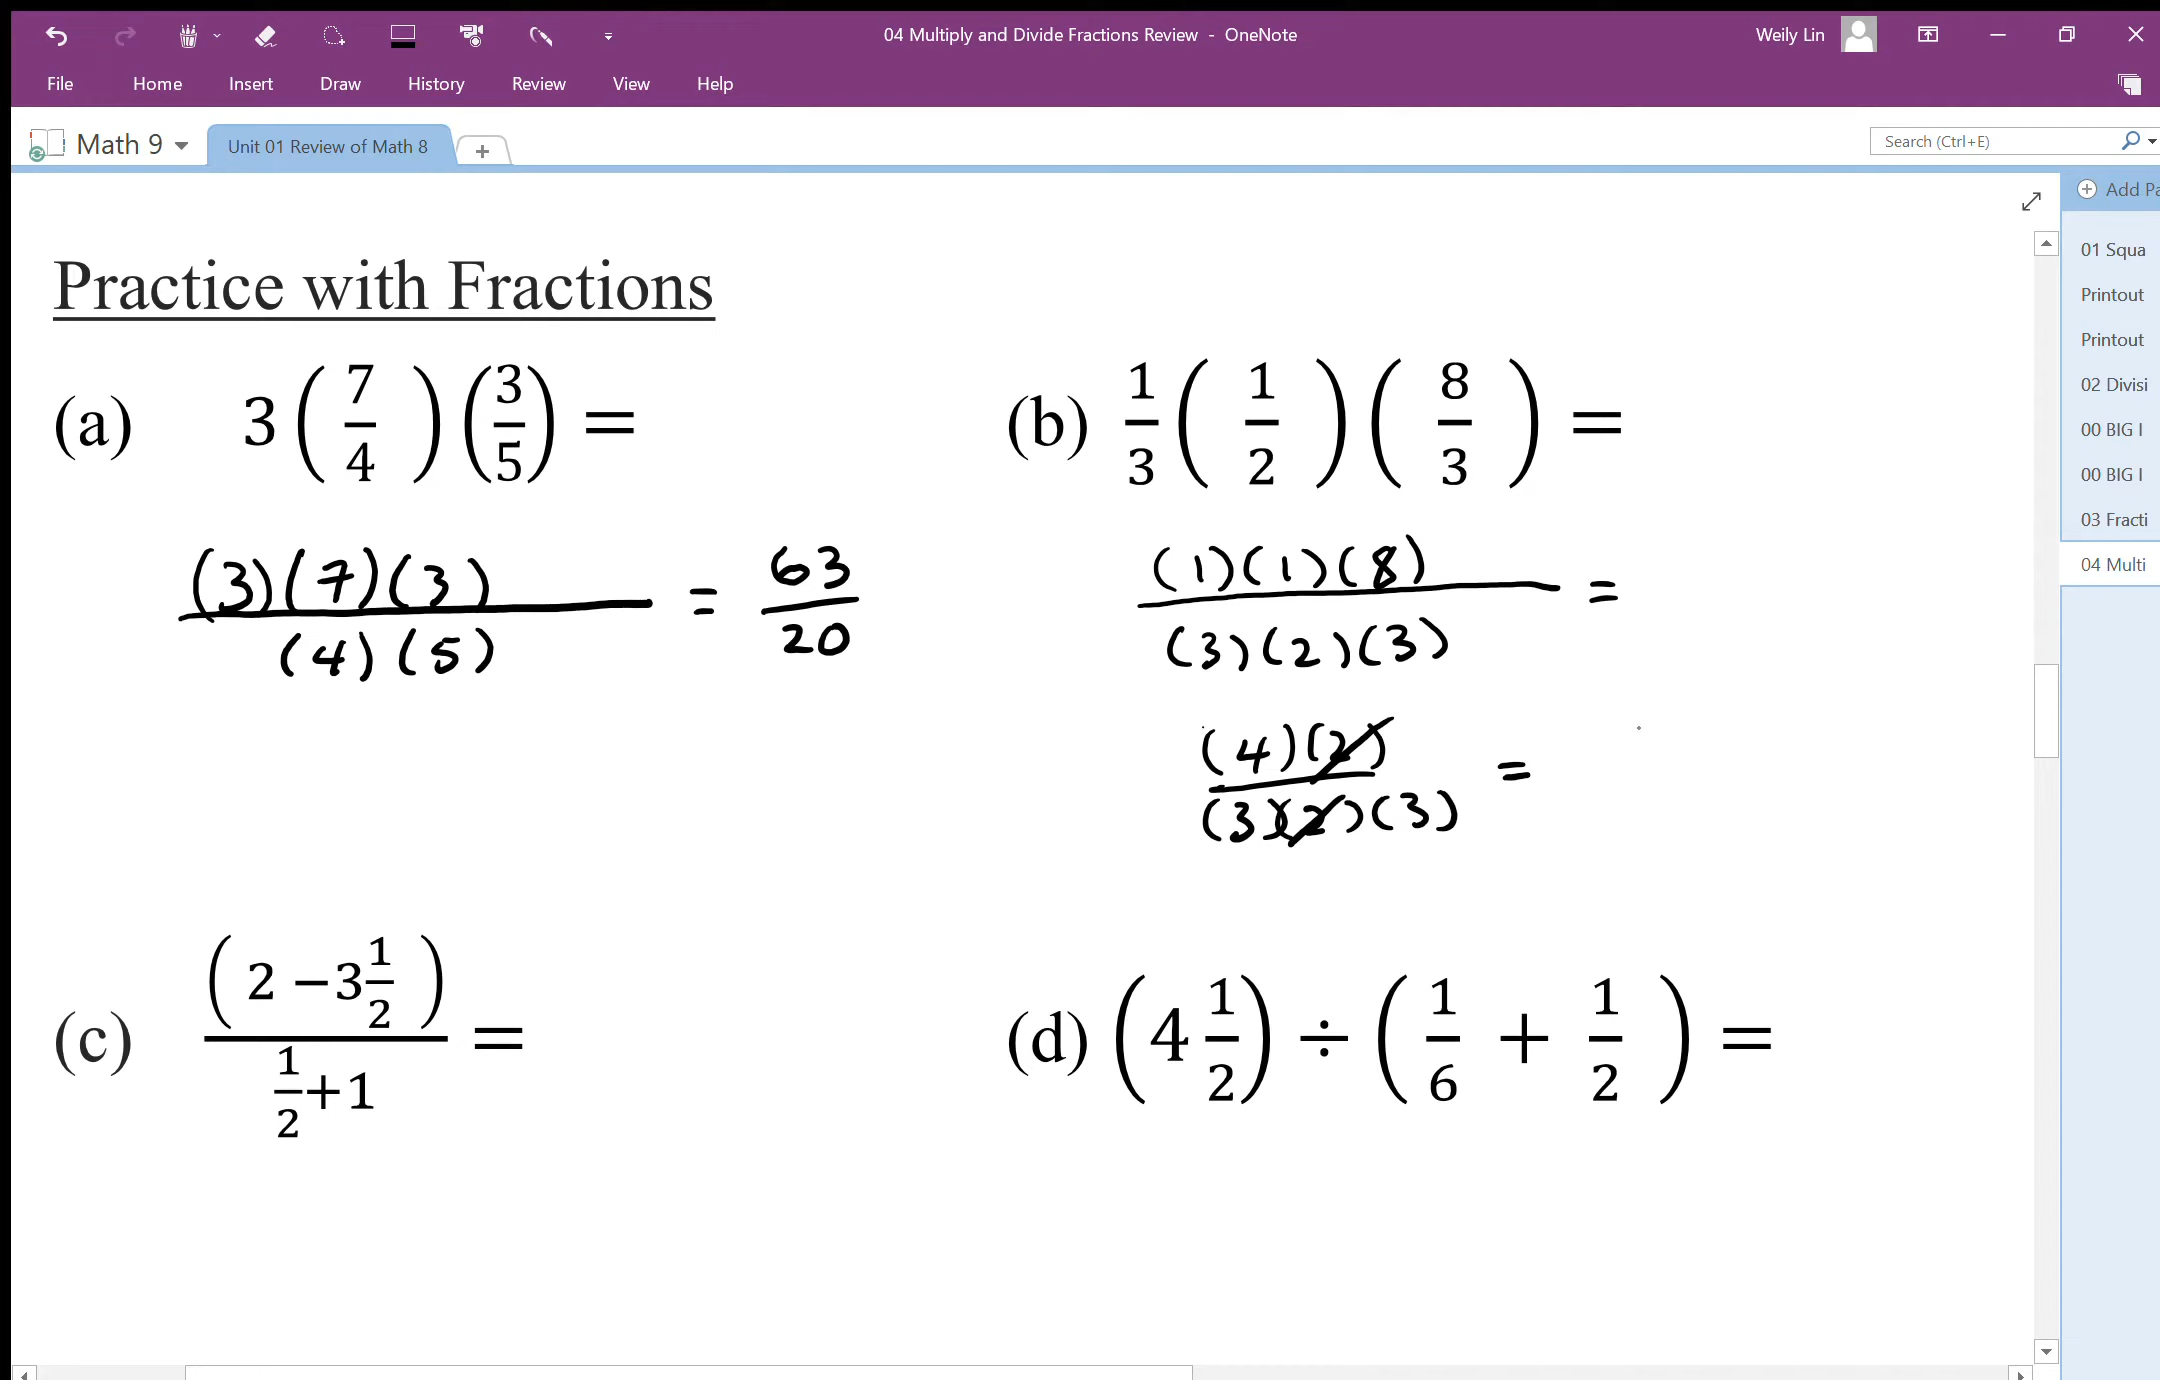 04 Multiply and Divide Fractions Review - OneNote
Weily Lin
File Home Insert Draw History Review View Help
Math 9
Unit 01 Review of Math 8
+
Search (Ctrl+E)
Add Pa
01 Squa
Printout
Printout
02 Divisi
00 BIG I
00 BIG I
03 Fracti
04 Multi
Practice with Fractions
(a) 3 (7/4) (3/5) =
(3)(7)(3) / (4)(5) = 63/20
(b) 1/3 (1/2) (8/3) =
(1)(1)(8) / (3)(2)(3) =
(4)(2) / (3)(2)(3) =
(c) (2 − 3 1/2) / (1/2 + 1) =
(d) (4 1/2) ÷ (1/6 + 1/2) =